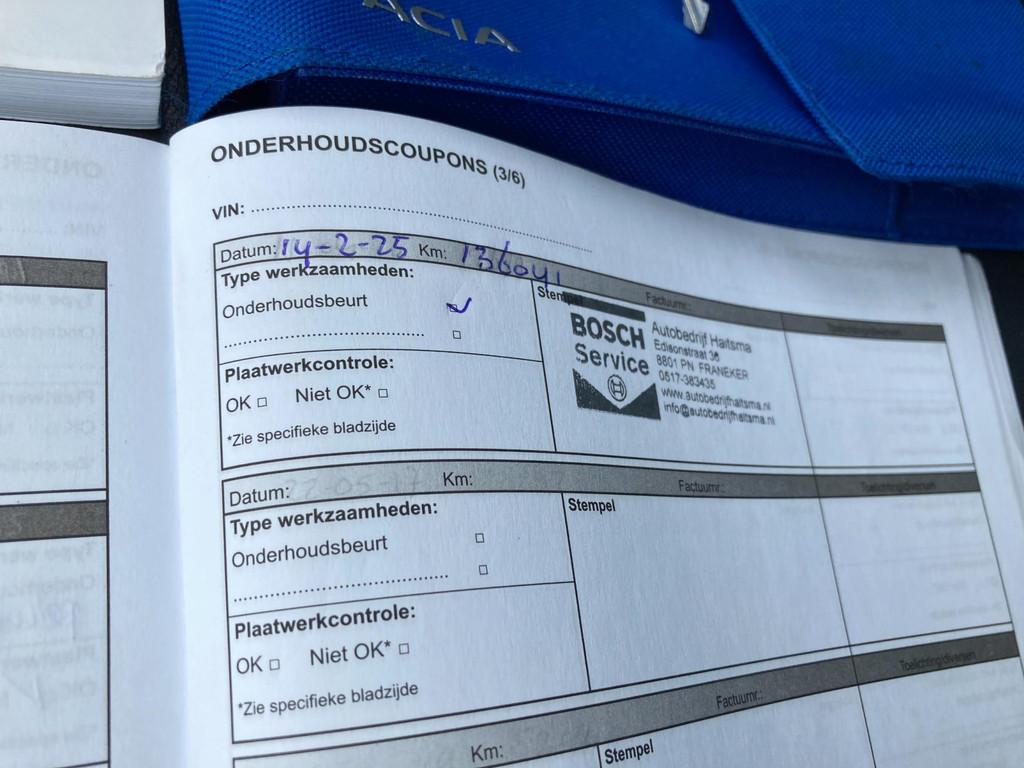 ACIA
ONDERHOUDSCOUPONS (3/6)
VIN: ........................................
Datum: 14-2-25 Km: 136041 Factuurnr.: Toelichting/diversen
Type werkzaamheden:
Onderhoudsbeurt
........................................
Plaatwerkcontrole:
OK □ Niet OK* □
*Zie specifieke bladzijde
Stempel
BOSCH
Service
Autobedrijf Haitsma
Edisonstraat 36
8801 PN FRANEKER
0517-383435
www.autobedrijfhaitsma.nl
info@autobedrijfhaitsma.nl
Datum: Km: Factuurnr.: Toelichting/diversen
Type werkzaamheden:
Onderhoudsbeurt □
........................................ □
Plaatwerkcontrole:
OK □ Niet OK* □
*Zie specifieke bladzijde
Stempel
Km: Factuurnr.: Toelichting/diversen
Stempel